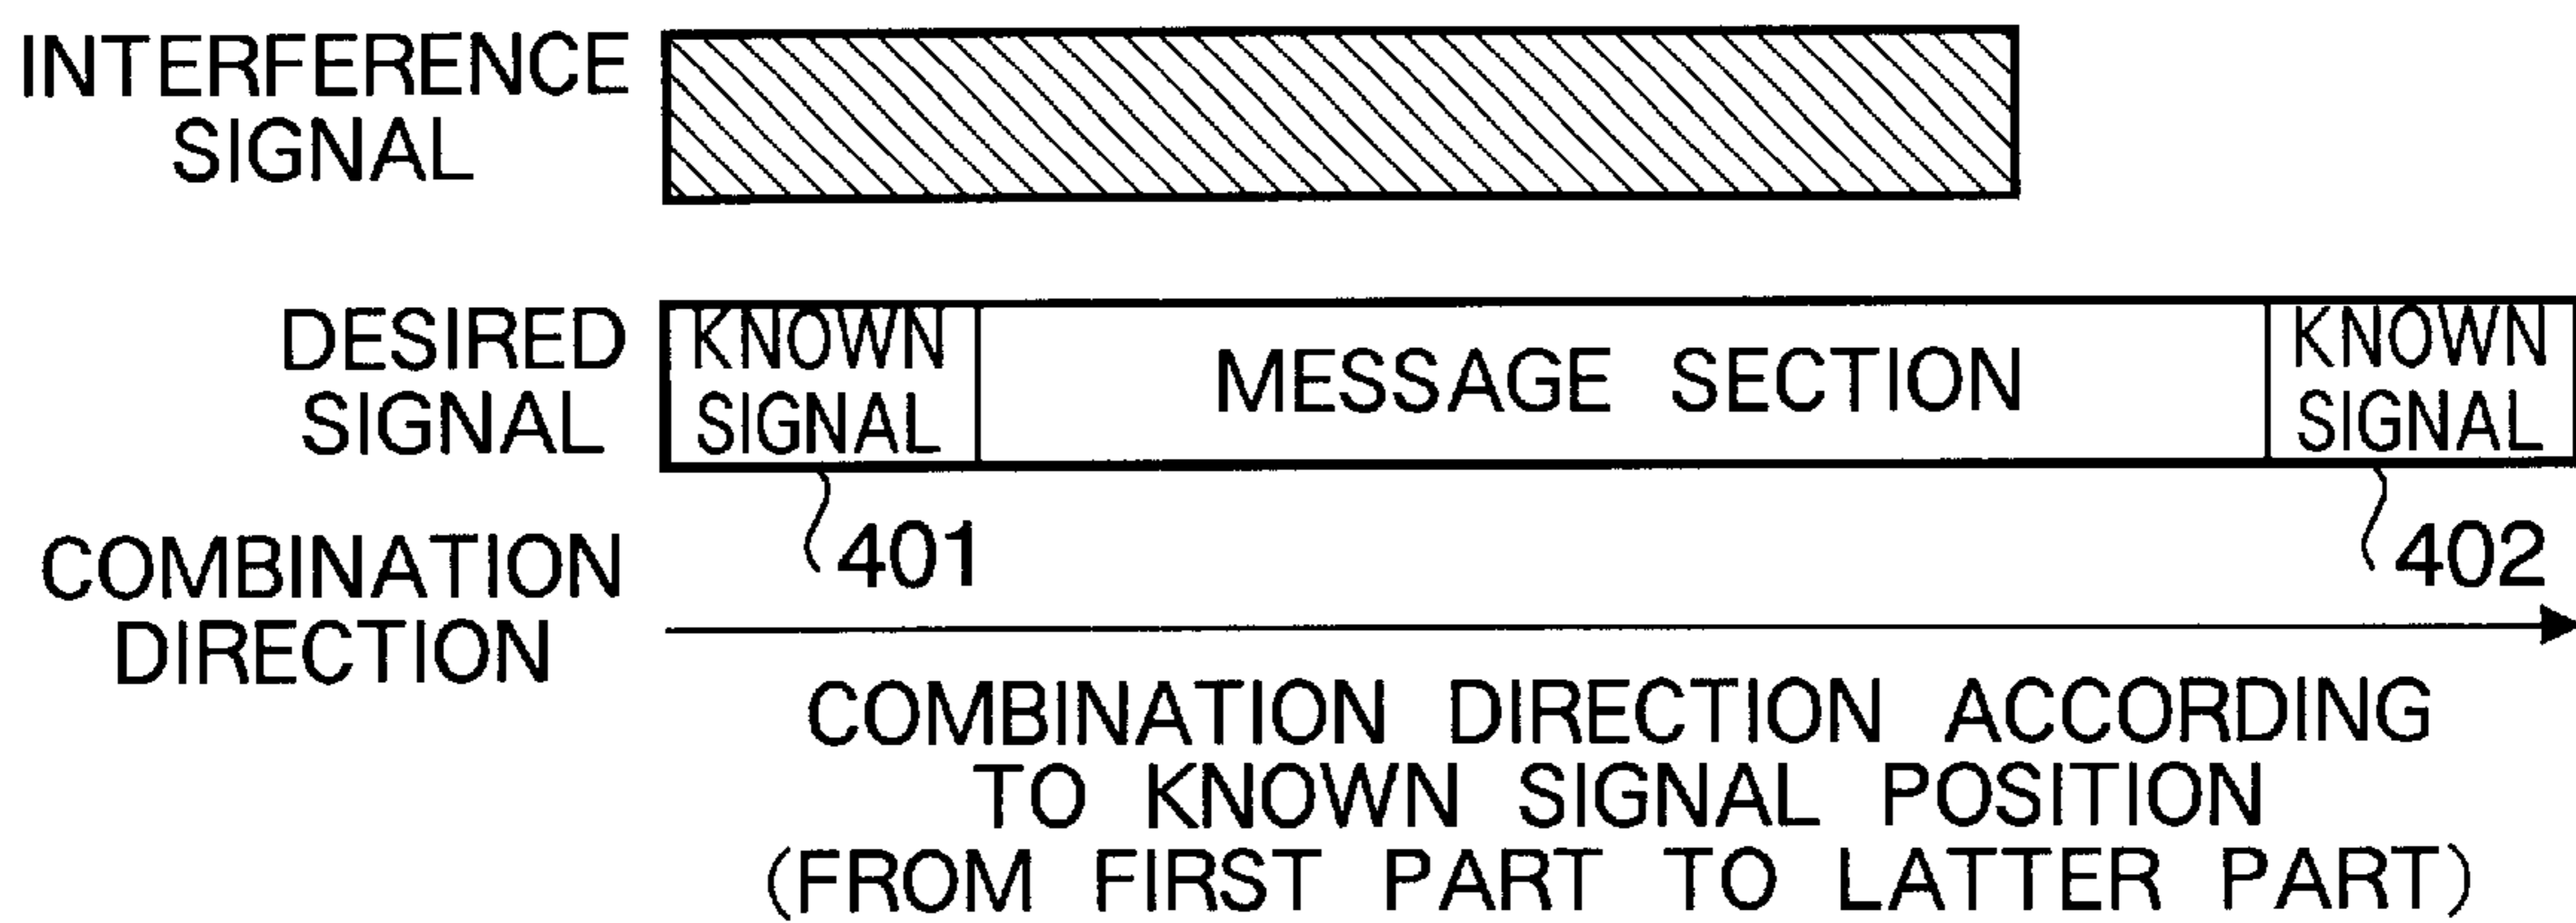 INTERFERENCE
SIGNAL
DESIRED
SIGNAL
KNOWN
SIGNAL
MESSAGE SECTION
KNOWN
SIGNAL
401
402
COMBINATION
DIRECTION
COMBINATION DIRECTION ACCORDING
TO KNOWN SIGNAL POSITION
(FROM FIRST PART TO LATTER PART)